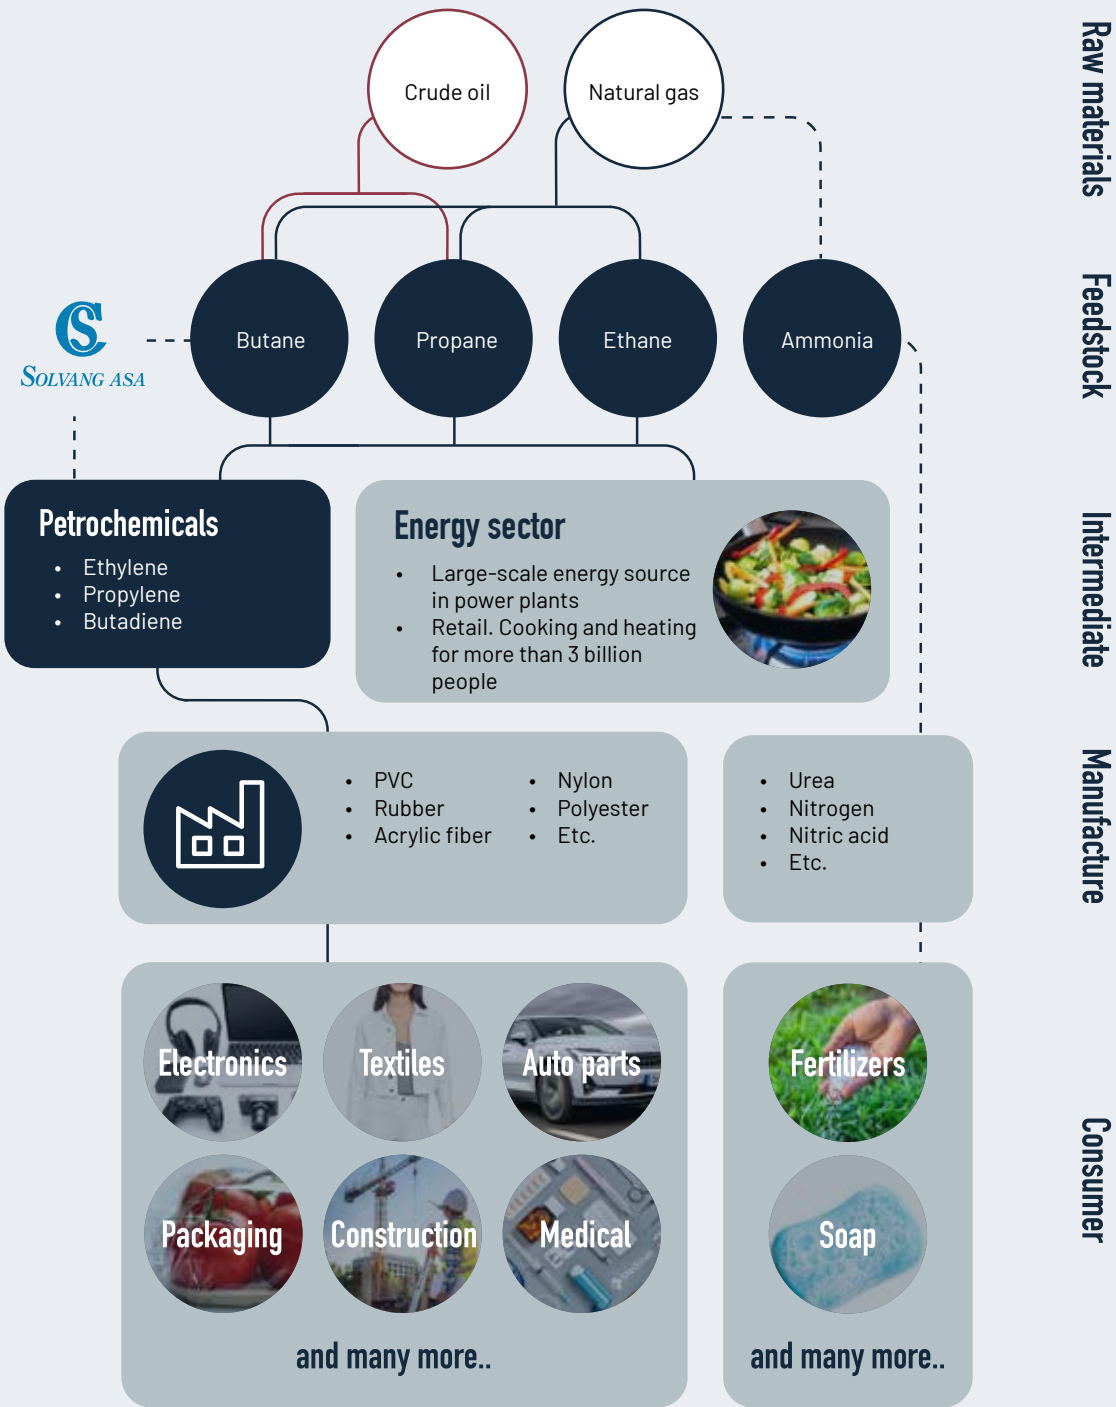 Crude oil
Natural gas
Raw materials
Butane
Propane
Ethane
Ammonia
Feedstock
SOLVANG ASA
Petrochemicals
• Ethylene
• Propylene
• Butadiene
Energy sector
• Large-scale energy source
in power plants
• Retail. Cooking and heating
for more than 3 billion
people
Intermediate
• PVC
• Rubber
• Acrylic fiber
• Nylon
• Polyester
• Etc.
• Urea
• Nitrogen
• Nitric acid
• Etc.
Manufacture
Electronics
Textiles
Auto parts
Packaging
Construction
Medical
and many more..
Fertilizers
Soap
and many more..
Consumer